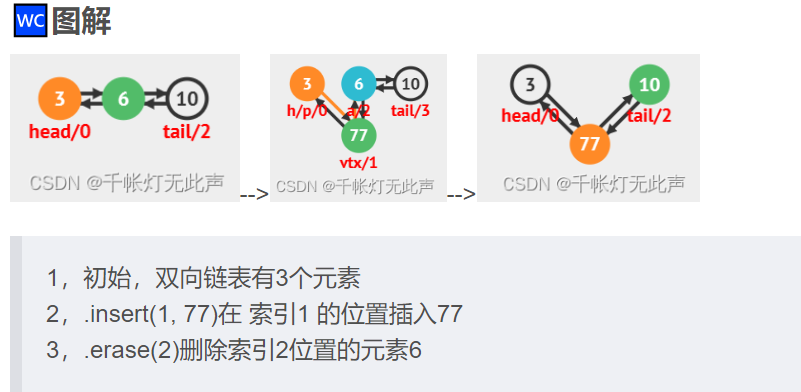 WC图解
3 6 10
head/0 tail/2
CSDN @千帐灯无此声
-->
3 6 10
h/p/0 a/2 tail/3
77
vtx/1
CSDN @千帐灯无此声
-->
3 10
head/0 tail/2
77
CSDN @千帐灯无此声
1，初始，双向链表有3个元素
2，.insert(1, 77)在 索引1 的位置插入77
3，.erase(2)删除索引2位置的元素6